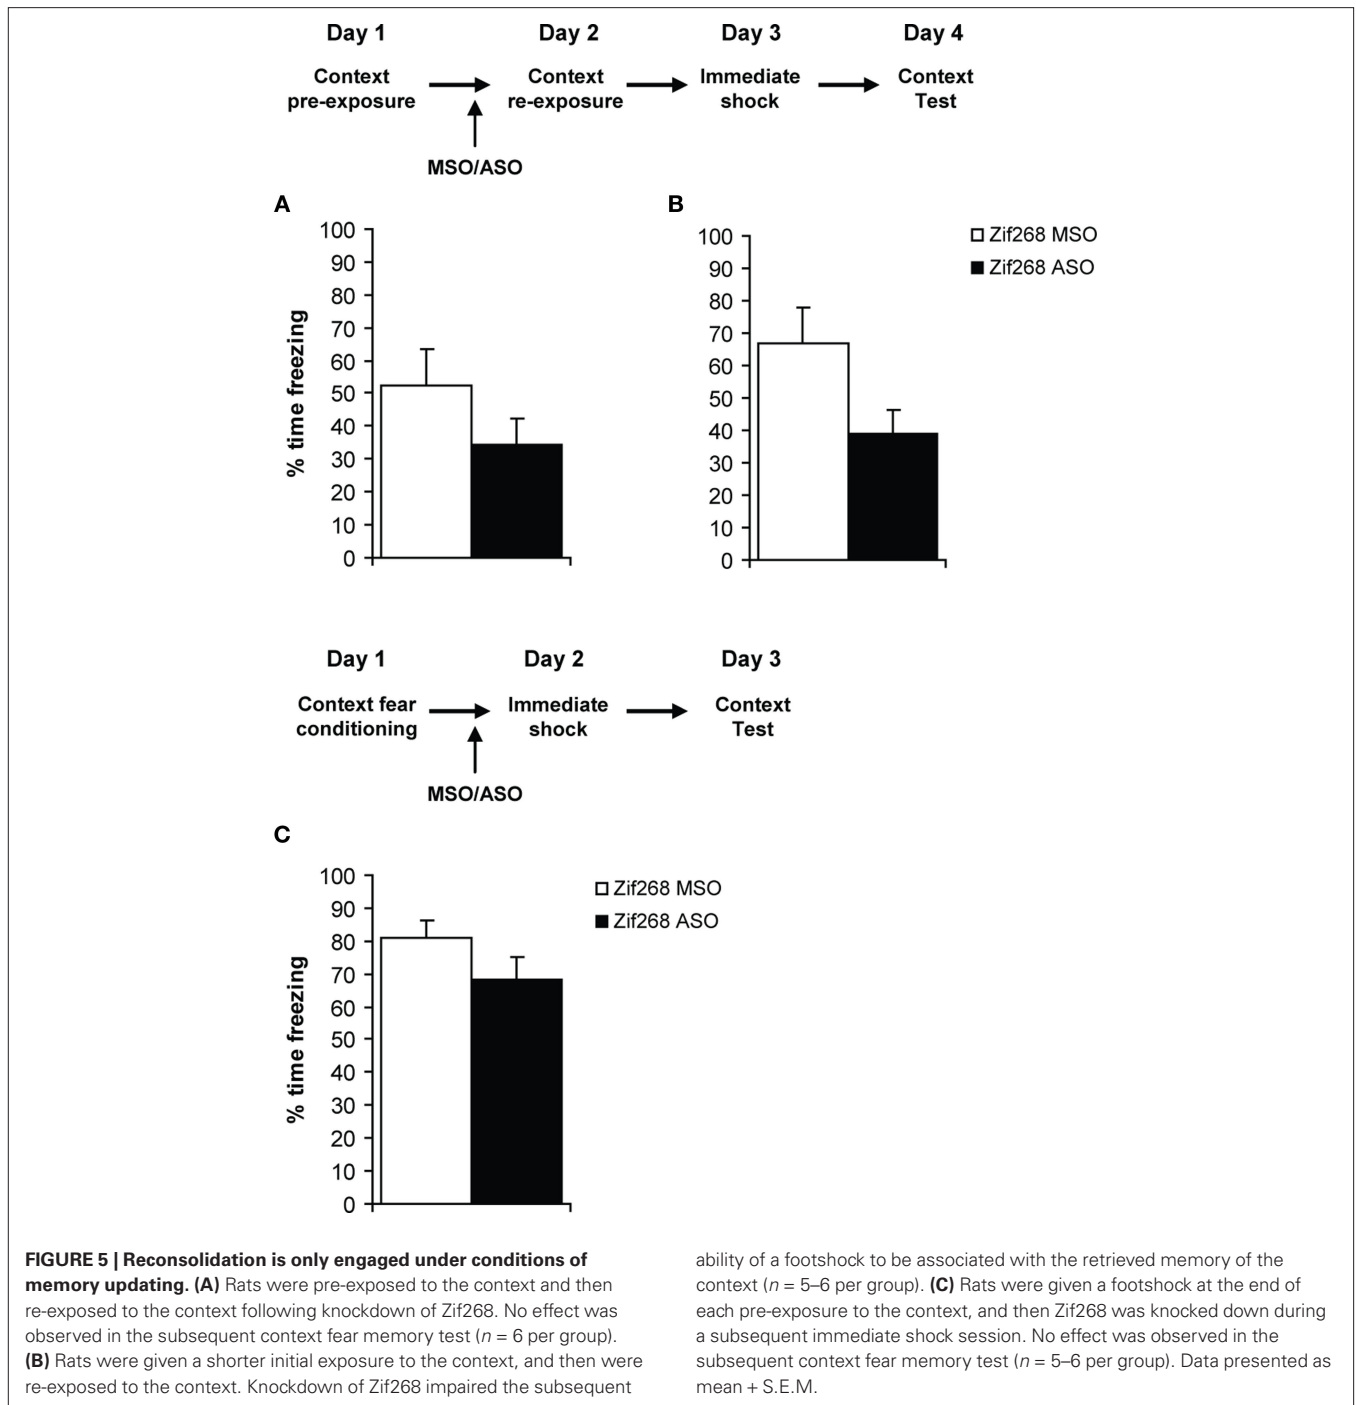 Day 1 Day 2 Day 3 Day 4
Context Context Immediate Context
pre-exposure re-exposure shock Test
MSO/ASO
A
100
90
80
70
60
50
40
30
20
10
0
% time freezing
B
100
90
80
70
60
50
40
30
20
10
0
Zif268 MSO
Zif268 ASO
Day 1 Day 2 Day 3
Context fear Immediate Context
conditioning shock Test
MSO/ASO
C
100
90
80
70
60
50
40
30
20
10
0
% time freezing
Zif268 MSO
Zif268 ASO
FIGURE 5 | Reconsolidation is only engaged under conditions of
memory updating. (A) Rats were pre-exposed to the context and then
re-exposed to the context following knockdown of Zif268. No effect was
observed in the subsequent context fear memory test (n = 6 per group).
(B) Rats were given a shorter initial exposure to the context, and then were
re-exposed to the context. Knockdown of Zif268 impaired the subsequent
ability of a footshock to be associated with the retrieved memory of the
context (n = 5–6 per group). (C) Rats were given a footshock at the end of
each pre-exposure to the context, and then Zif268 was knocked down during
a subsequent immediate shock session. No effect was observed in the
subsequent context fear memory test (n = 5–6 per group). Data presented as
mean + S.E.M.